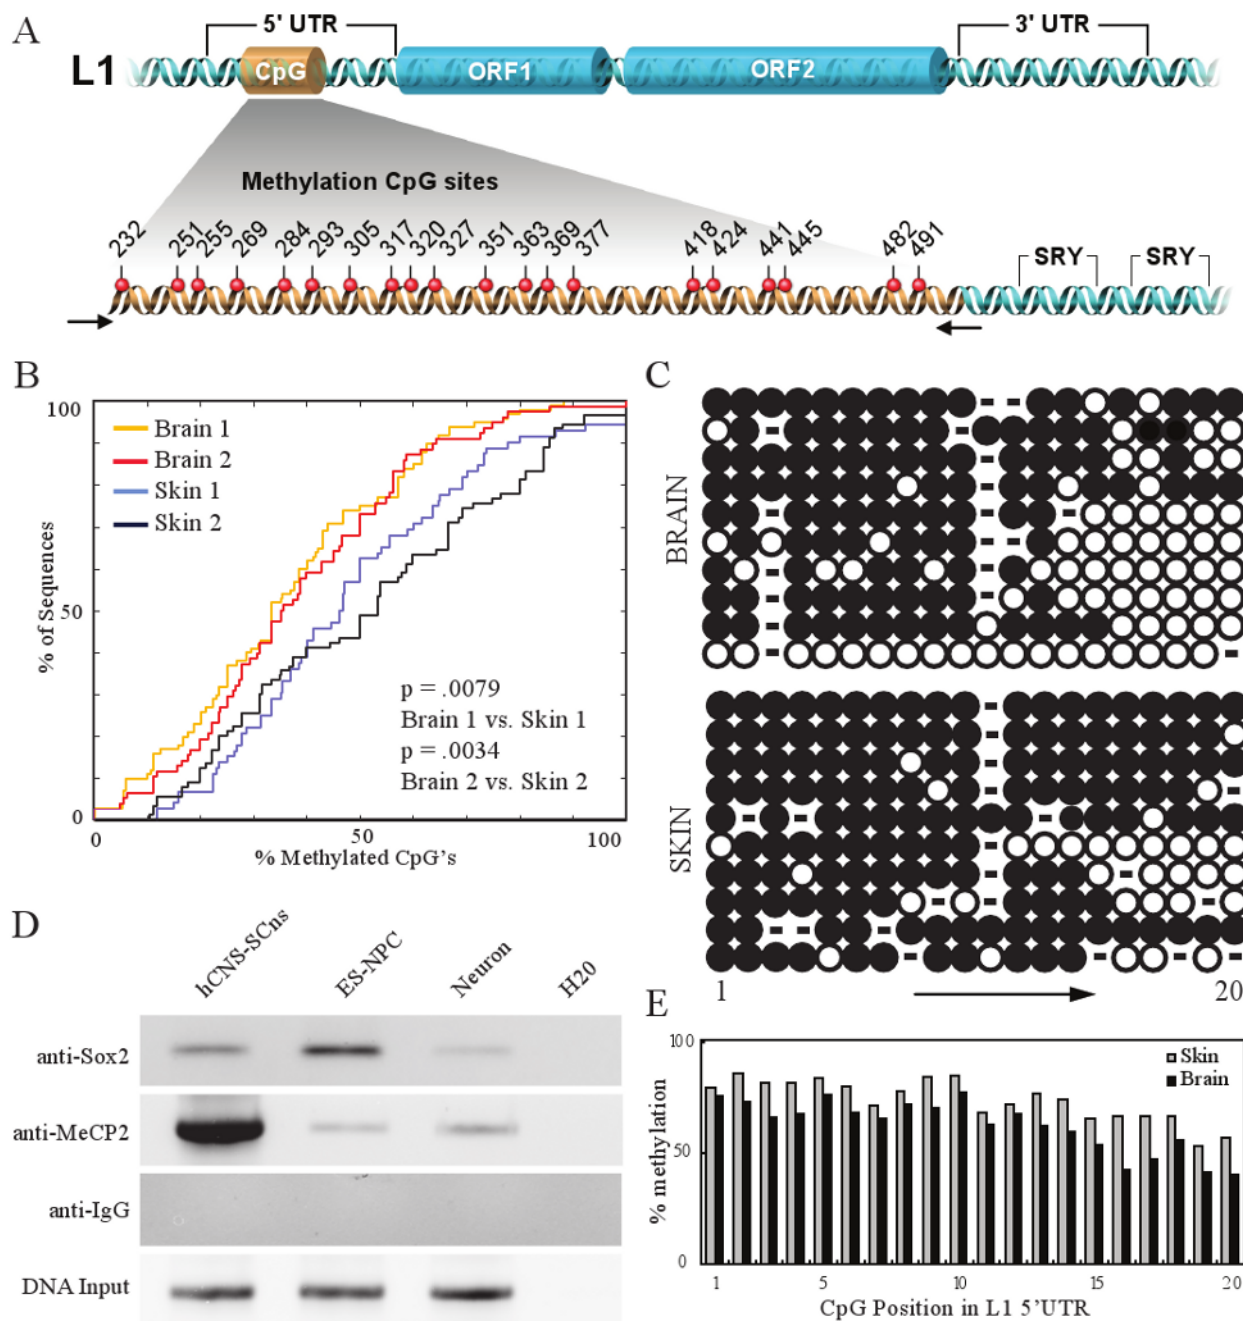 A
5' UTR
3' UTR
L1
CpG
ORF1
ORF2
Methylation CpG sites
232
251
255
269
284
293
305
317
320
327
351
363
369
377
418
424
441
445
482
491
SRY
SRY
B
100
50
0
% of Sequences
Brain 1
Brain 2
Skin 1
Skin 2
p = .0079
Brain 1 vs. Skin 1
p = .0034
Brain 2 vs. Skin 2
0
50
100
% Methylated CpG's
C
BRAIN
SKIN
1
20
D
hCNS-SCns
ES-NPC
Neuron
H20
anti-Sox2
anti-MeCP2
anti-IgG
DNA Input
E
100
50
0
% methylation
Skin
Brain
1
5
10
15
20
CpG Position in L1 5'UTR